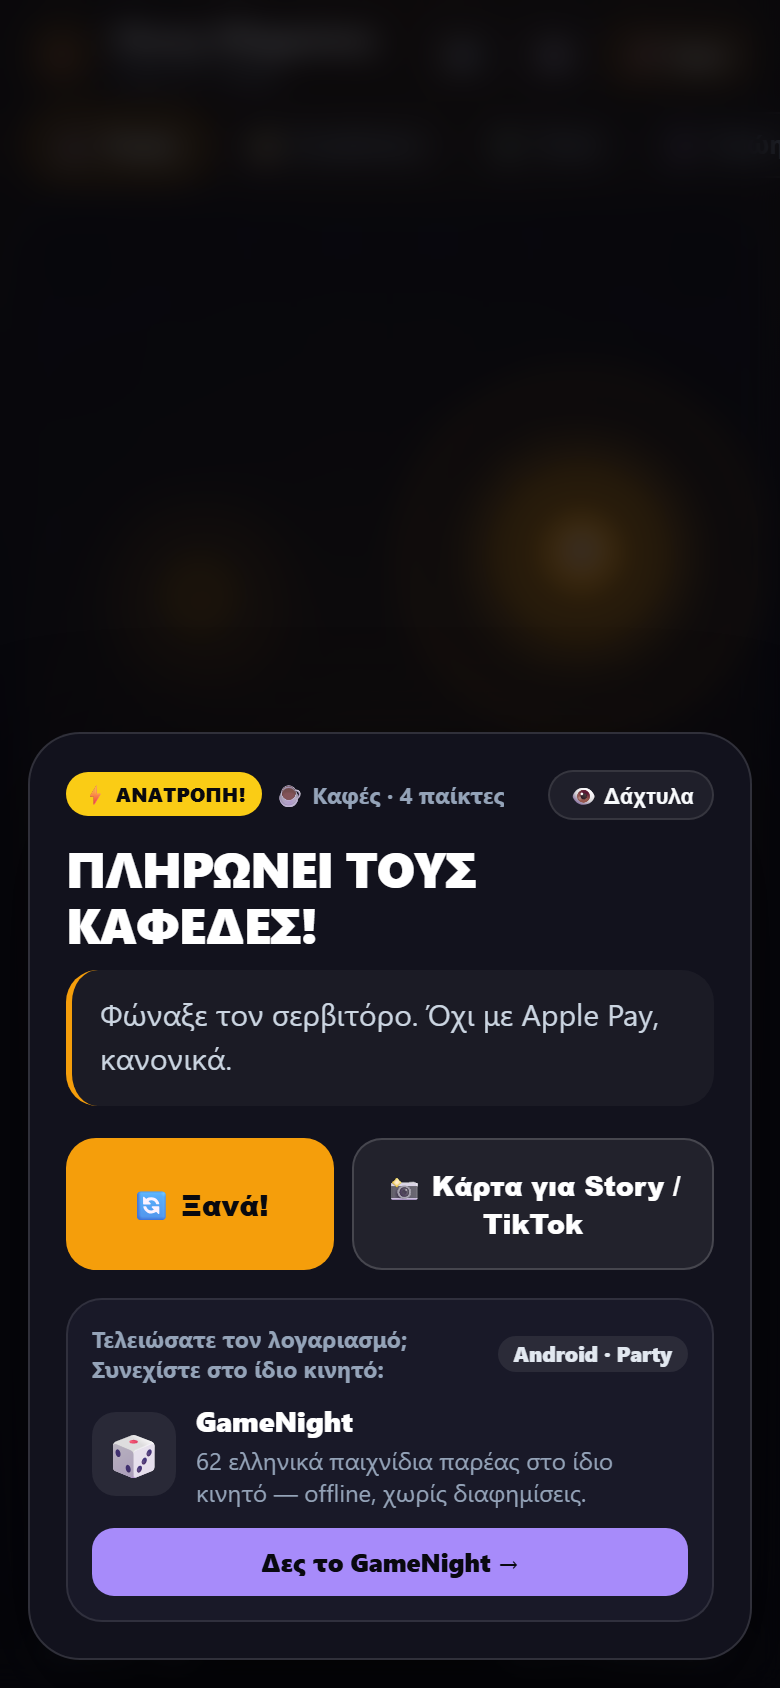 ΑΝΑΤΡΟΠΗ! Καφές · 4 παίκτες Δάχτυλα
ΠΛΗΡΩΝΕΙ ΤΟΥΣ
ΚΑΦΕΔΕΣ!
Φώναξε τον σερβιτόρο. Όχι με Apple Pay,
κανονικά.
Ξανά!
Κάρτα για Story /
TikTok
Τελειώσατε τον λογαριασμό;
Συνεχίστε στο ίδιο κινητό:
Android · Party
GameNight
62 ελληνικά παιχνίδια παρέας στο ίδιο
κινητό — offline, χωρίς διαφημίσεις.
Δες το GameNight →